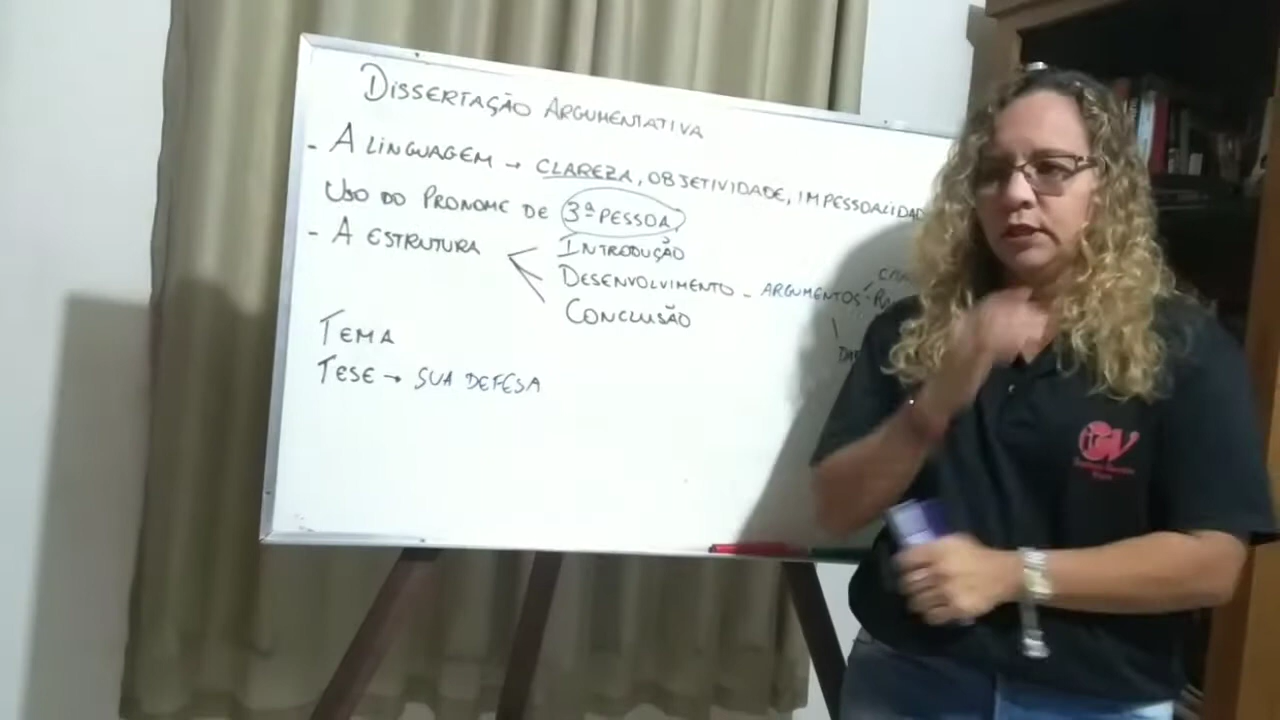 DISSERTAÇÃO ARGUMENTATIVA
- A LINGUAGEM → CLAREZA, OBJETIVIDADE, IMPESSOALIDAD
USO DO PRONOME DE 3ª PESSOA,
- A ESTRUTURA
INTRODUÇÃO
DESENVOLVIMENTO - ARGUMENTOS
CONCLUSÃO
TEMA
TESE → SUA DEFESA